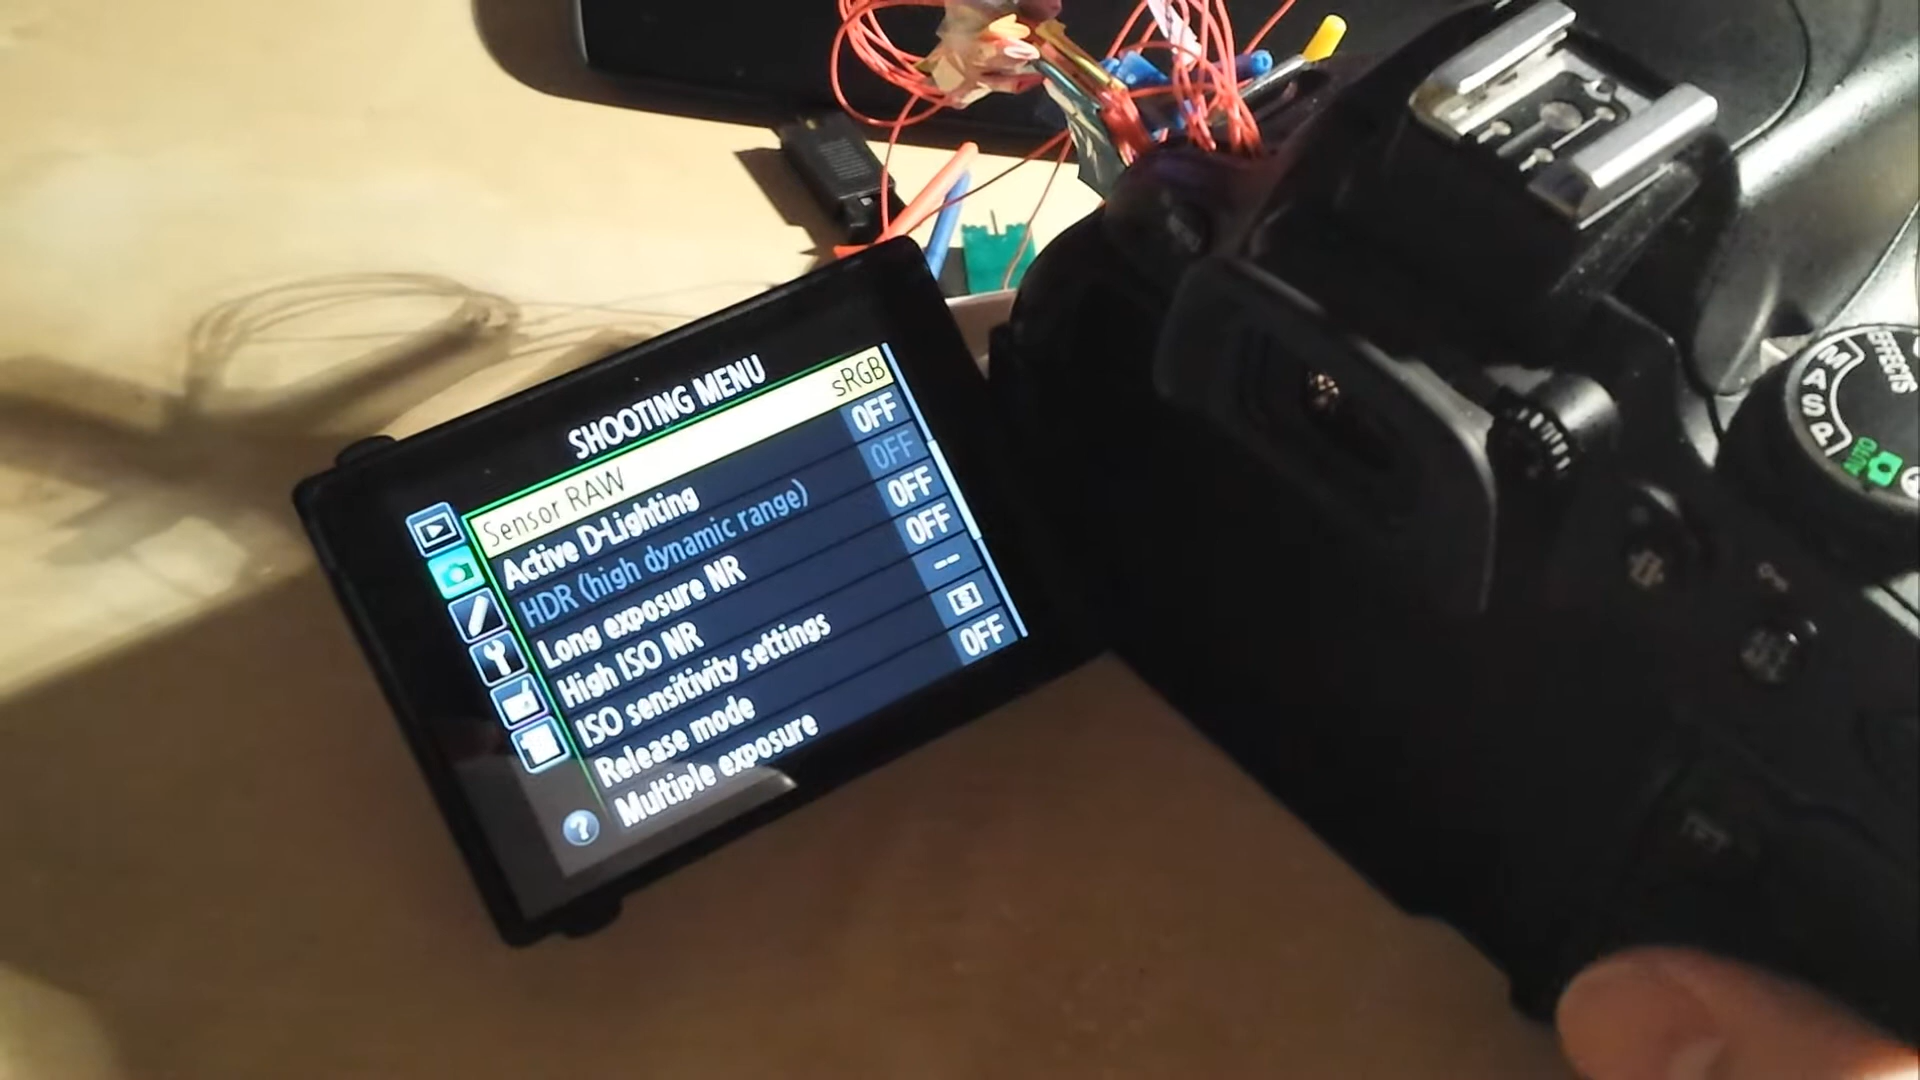 SHOOTING MENU
Sensor RAW sRGB
Active D-Lighting OFF
HDR (high dynamic range) OFF
Long exposure NR OFF
High ISO NR OFF
ISO sensitivity settings --
Release mode S
Multiple exposure OFF
?
EFFECTS
M
A
S
P
AUTO